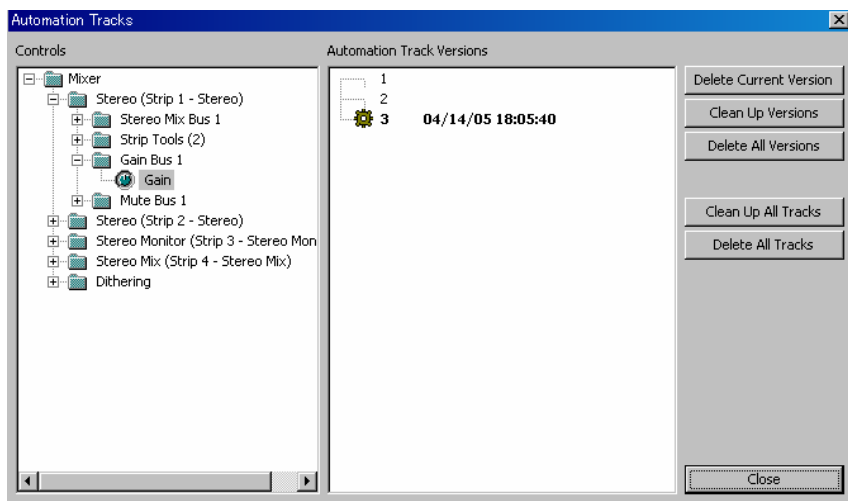 Automation Tracks
Controls
Automation Track Versions
Mixer
Stereo (Strip 1 - Stereo)
Stereo Mix Bus 1
Strip Tools (2)
Gain Bus 1
Gain
Mute Bus 1
Stereo (Strip 2 - Stereo)
Stereo Monitor (Strip 3 - Stereo Mon
Stereo Mix (Strip 4 - Stereo Mix)
Dithering
1
2
3 04/14/05 18:05:40
Delete Current Version
Clean Up Versions
Delete All Versions
Clean Up All Tracks
Delete All Tracks
Close